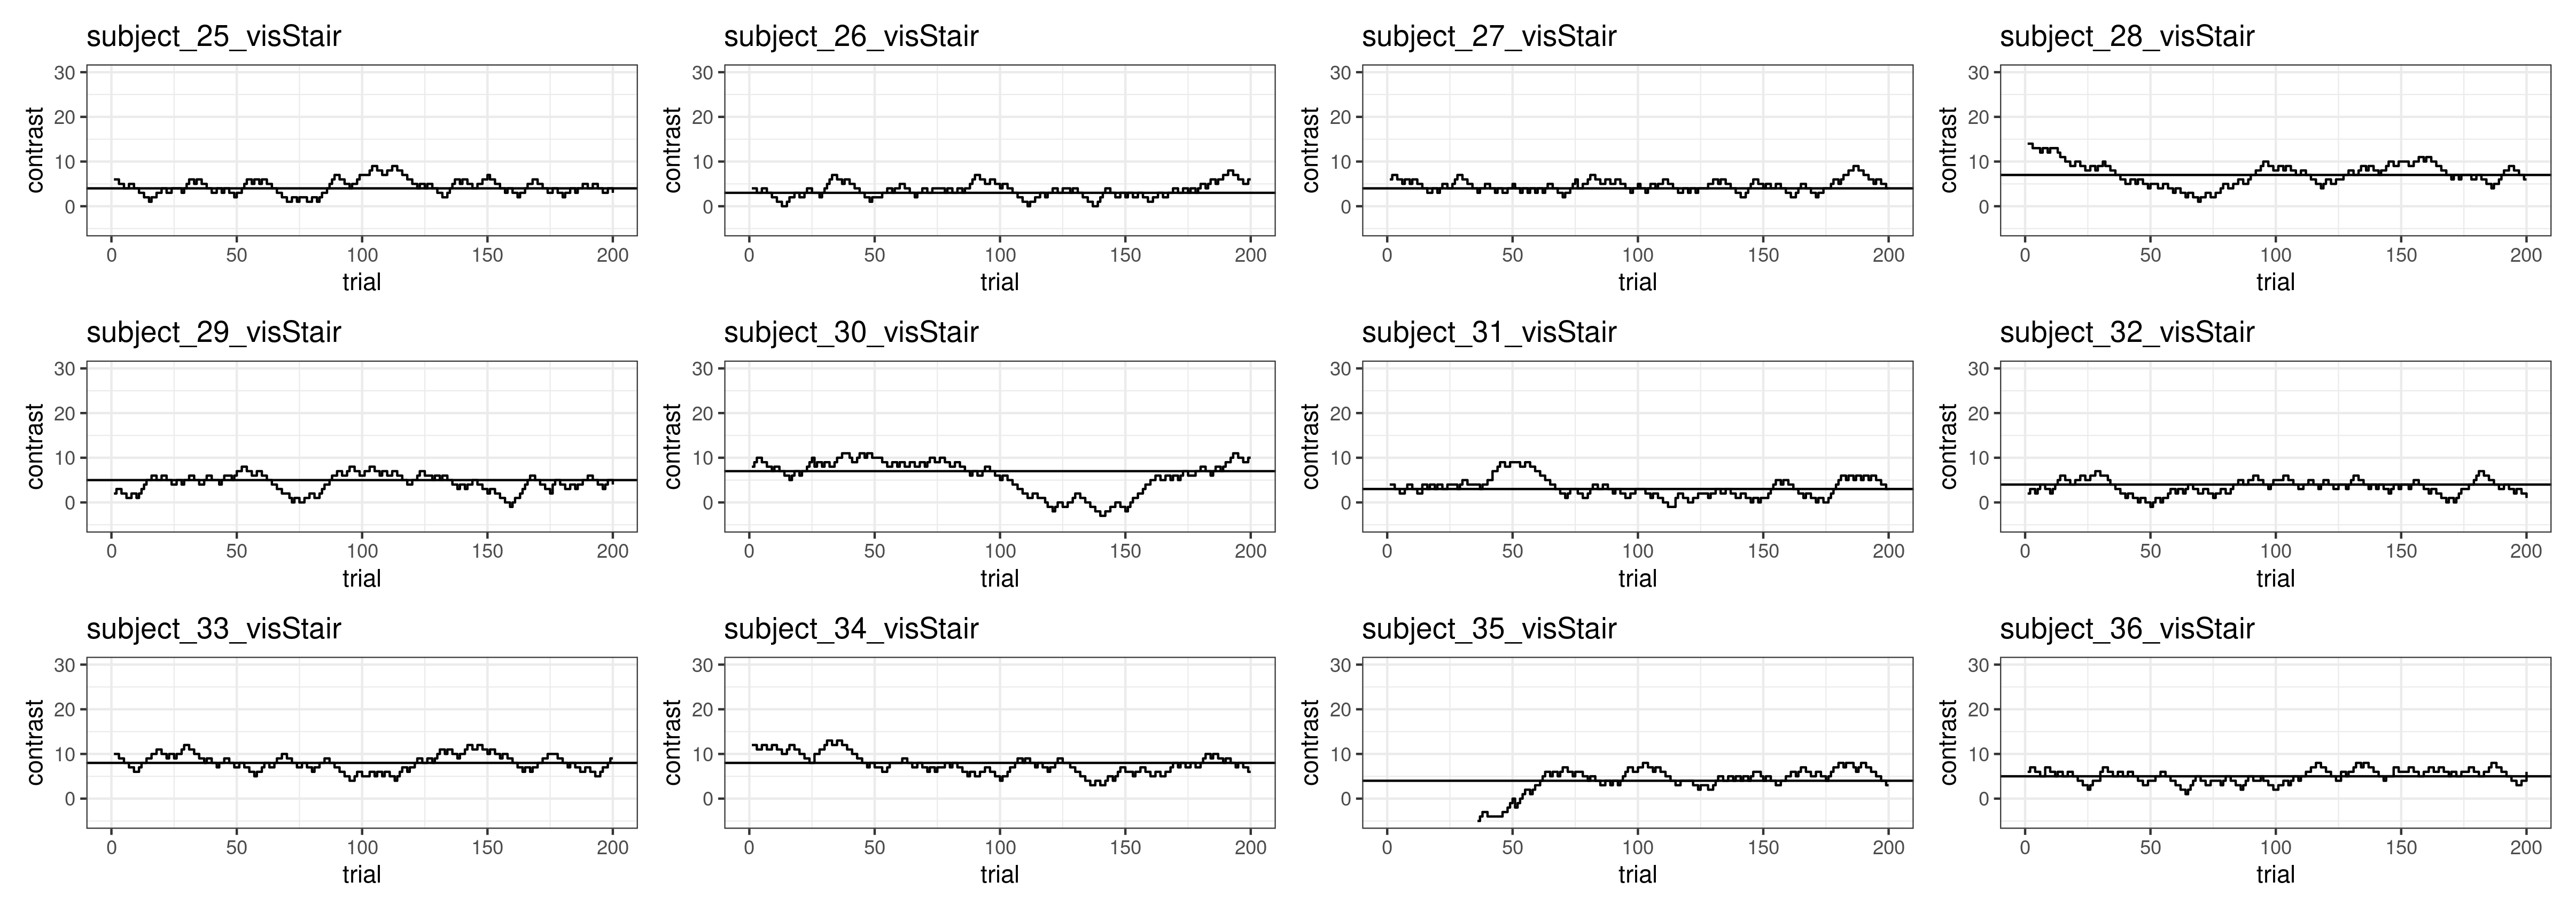 subject_25_visStair subject_26_visStair subject_27_visStair subject_28_visStair
30 30 30 30
20 20 20 20
contrast contrast contrast contrast
10 10 10 10
0 0 0 0
0 50 100 150 200 0 50 100 150 200 0 50 100 150 200 0 50 100 150 200
trial trial trial trial
subject_29_visStair subject_30_visStair subject_31_visStair subject_32_visStair
30 30 30 30
20 20 20 20
contrast contrast contrast contrast
10 10 10 10
0 0 0 0
0 50 100 150 200 0 50 100 150 200 0 50 100 150 200 0 50 100 150 200
trial trial trial trial
subject_33_visStair subject_34_visStair subject_35_visStair subject_36_visStair
30 30 30 30
20 20 20 20
contrast contrast contrast contrast
10 10 10 10
0 0 0 0
0 50 100 150 200 0 50 100 150 200 0 50 100 150 200 0 50 100 150 200
trial trial trial trial